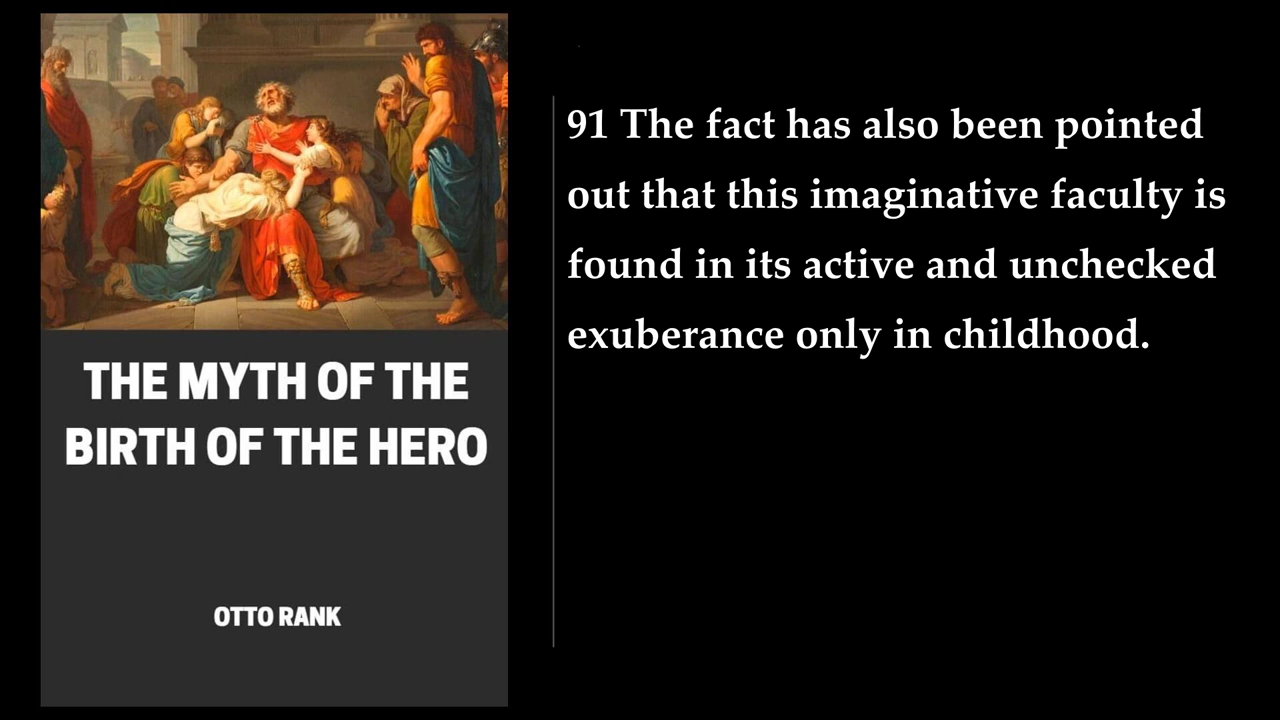 THE MYTH OF THE
BIRTH OF THE HERO
OTTO RANK
91 The fact has also been pointed
out that this imaginative faculty is
found in its active and unchecked
exuberance only in childhood.